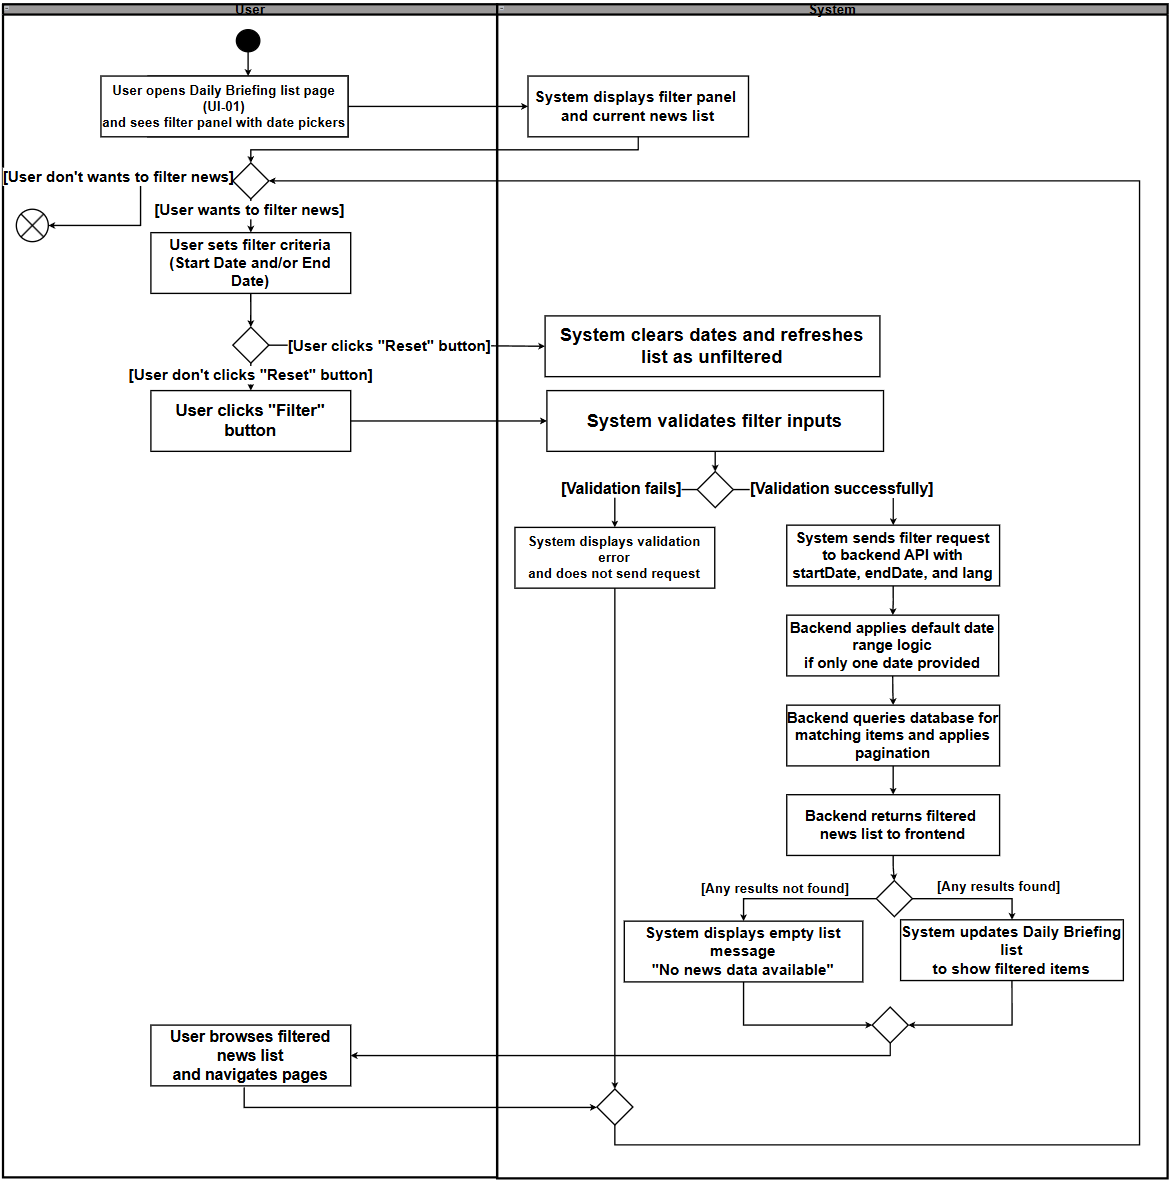 User
System
User opens Daily Briefing list page
(UI-01)
and sees filter panel with date pickers
System displays filter panel
and current news list
[User don't wants to filter news]
[User wants to filter news]
User sets filter criteria
(Start Date and/or End
Date)
[User clicks "Reset" button]
System clears dates and refreshes
list as unfiltered
[User don't clicks "Reset" button]
User clicks "Filter"
button
System validates filter inputs
[Validation fails]
[Validation successfully]
System displays validation
error
and does not send request
System sends filter request
to backend API with
startDate, endDate, and lang
Backend applies default date
range logic
if only one date provided
Backend queries database for
matching items and applies
pagination
Backend returns filtered
news list to frontend
[Any results not found]
[Any results found]
System displays empty list
message
"No news data available"
System updates Daily Briefing
list
to show filtered items
User browses filtered
news list
and navigates pages